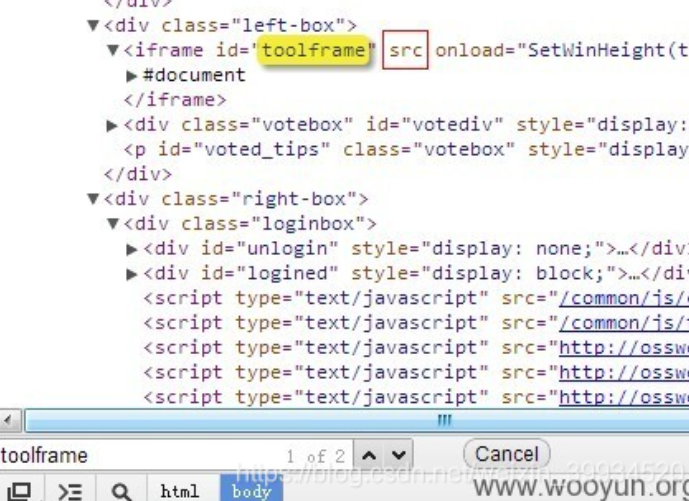 </div>
▼<div class="left-box">
▼<iframe id="toolframe" src onload="SetWinHeight(t
▶#document
</iframe>
▶<div class="votebox" id="votediv" style="display:
<p id="voted_tips" class="votebox" style="display
</div>
▼<div class="right-box">
▼<div class="loginbox">
▶<div id="unlogin" style="display: none;">…</div
▶<div id="logined" style="display: block;">…</div
<script type="text/javascript" src="/common/js/
<script type="text/javascript" src="/common/js/
<script type="text/javascript" src="http://ossw
<script type="text/javascript" src="http://ossw
<script type="text/javascript" src="http://ossw
toolframe 1 of 2 Cancel
https://blog.csdn.net/weixin_39934520
html body www.wooyun.org